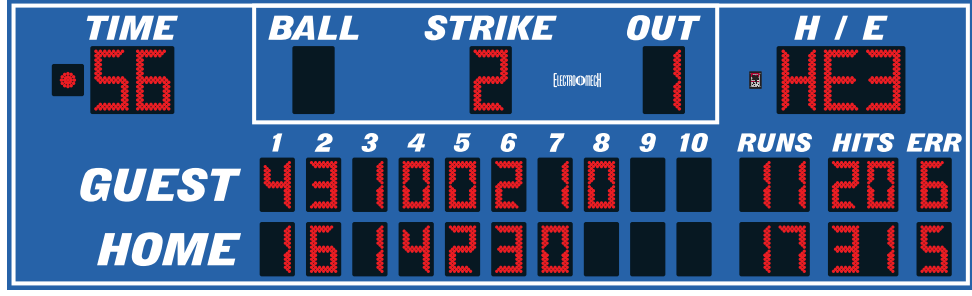 TIME BALL STRIKE OUT H / E
56 2 1 HE3
ELECTRO-MECH
1 2 3 4 5 6 7 8 9 10 RUNS HITS ERR
GUEST 4 3 1 0 0 2 1 0 11 20 6
HOME 1 6 1 4 2 3 0 17 31 5